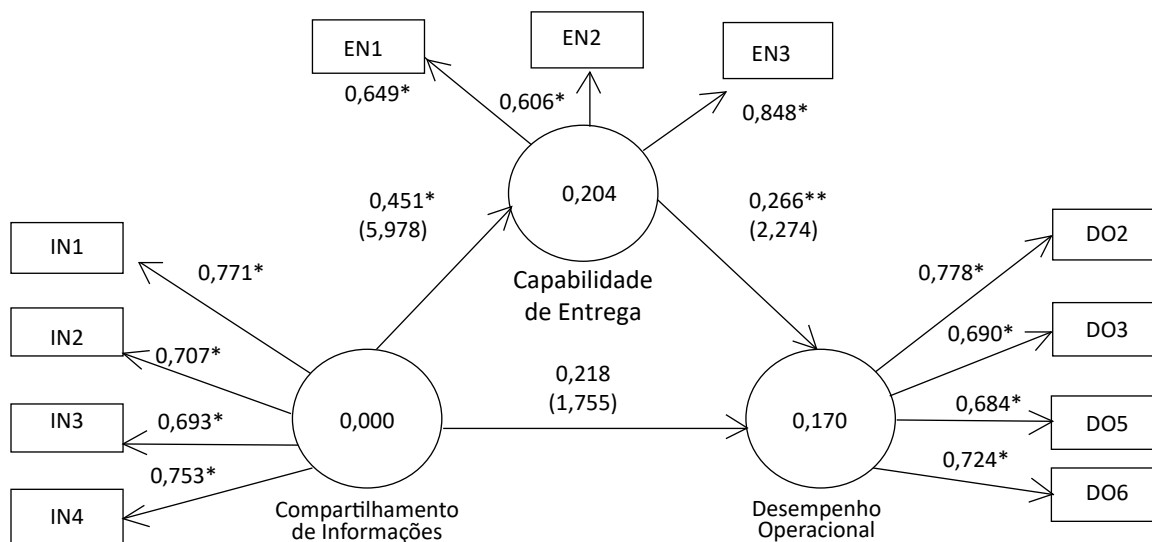 EN1
EN2
EN3
0,649*
0,606*
0,848*
0,204
0,451*
(5,978)
0,266**
(2,274)
Capabilidade
de Entrega
IN1
IN2
IN3
IN4
0,771*
0,707*
0,693*
0,753*
0,000
Compartilhamento
de Informações
0,218
(1,755)
0,170
Desempenho
Operacional
0,778*
0,690*
0,684*
0,724*
DO2
DO3
DO5
DO6